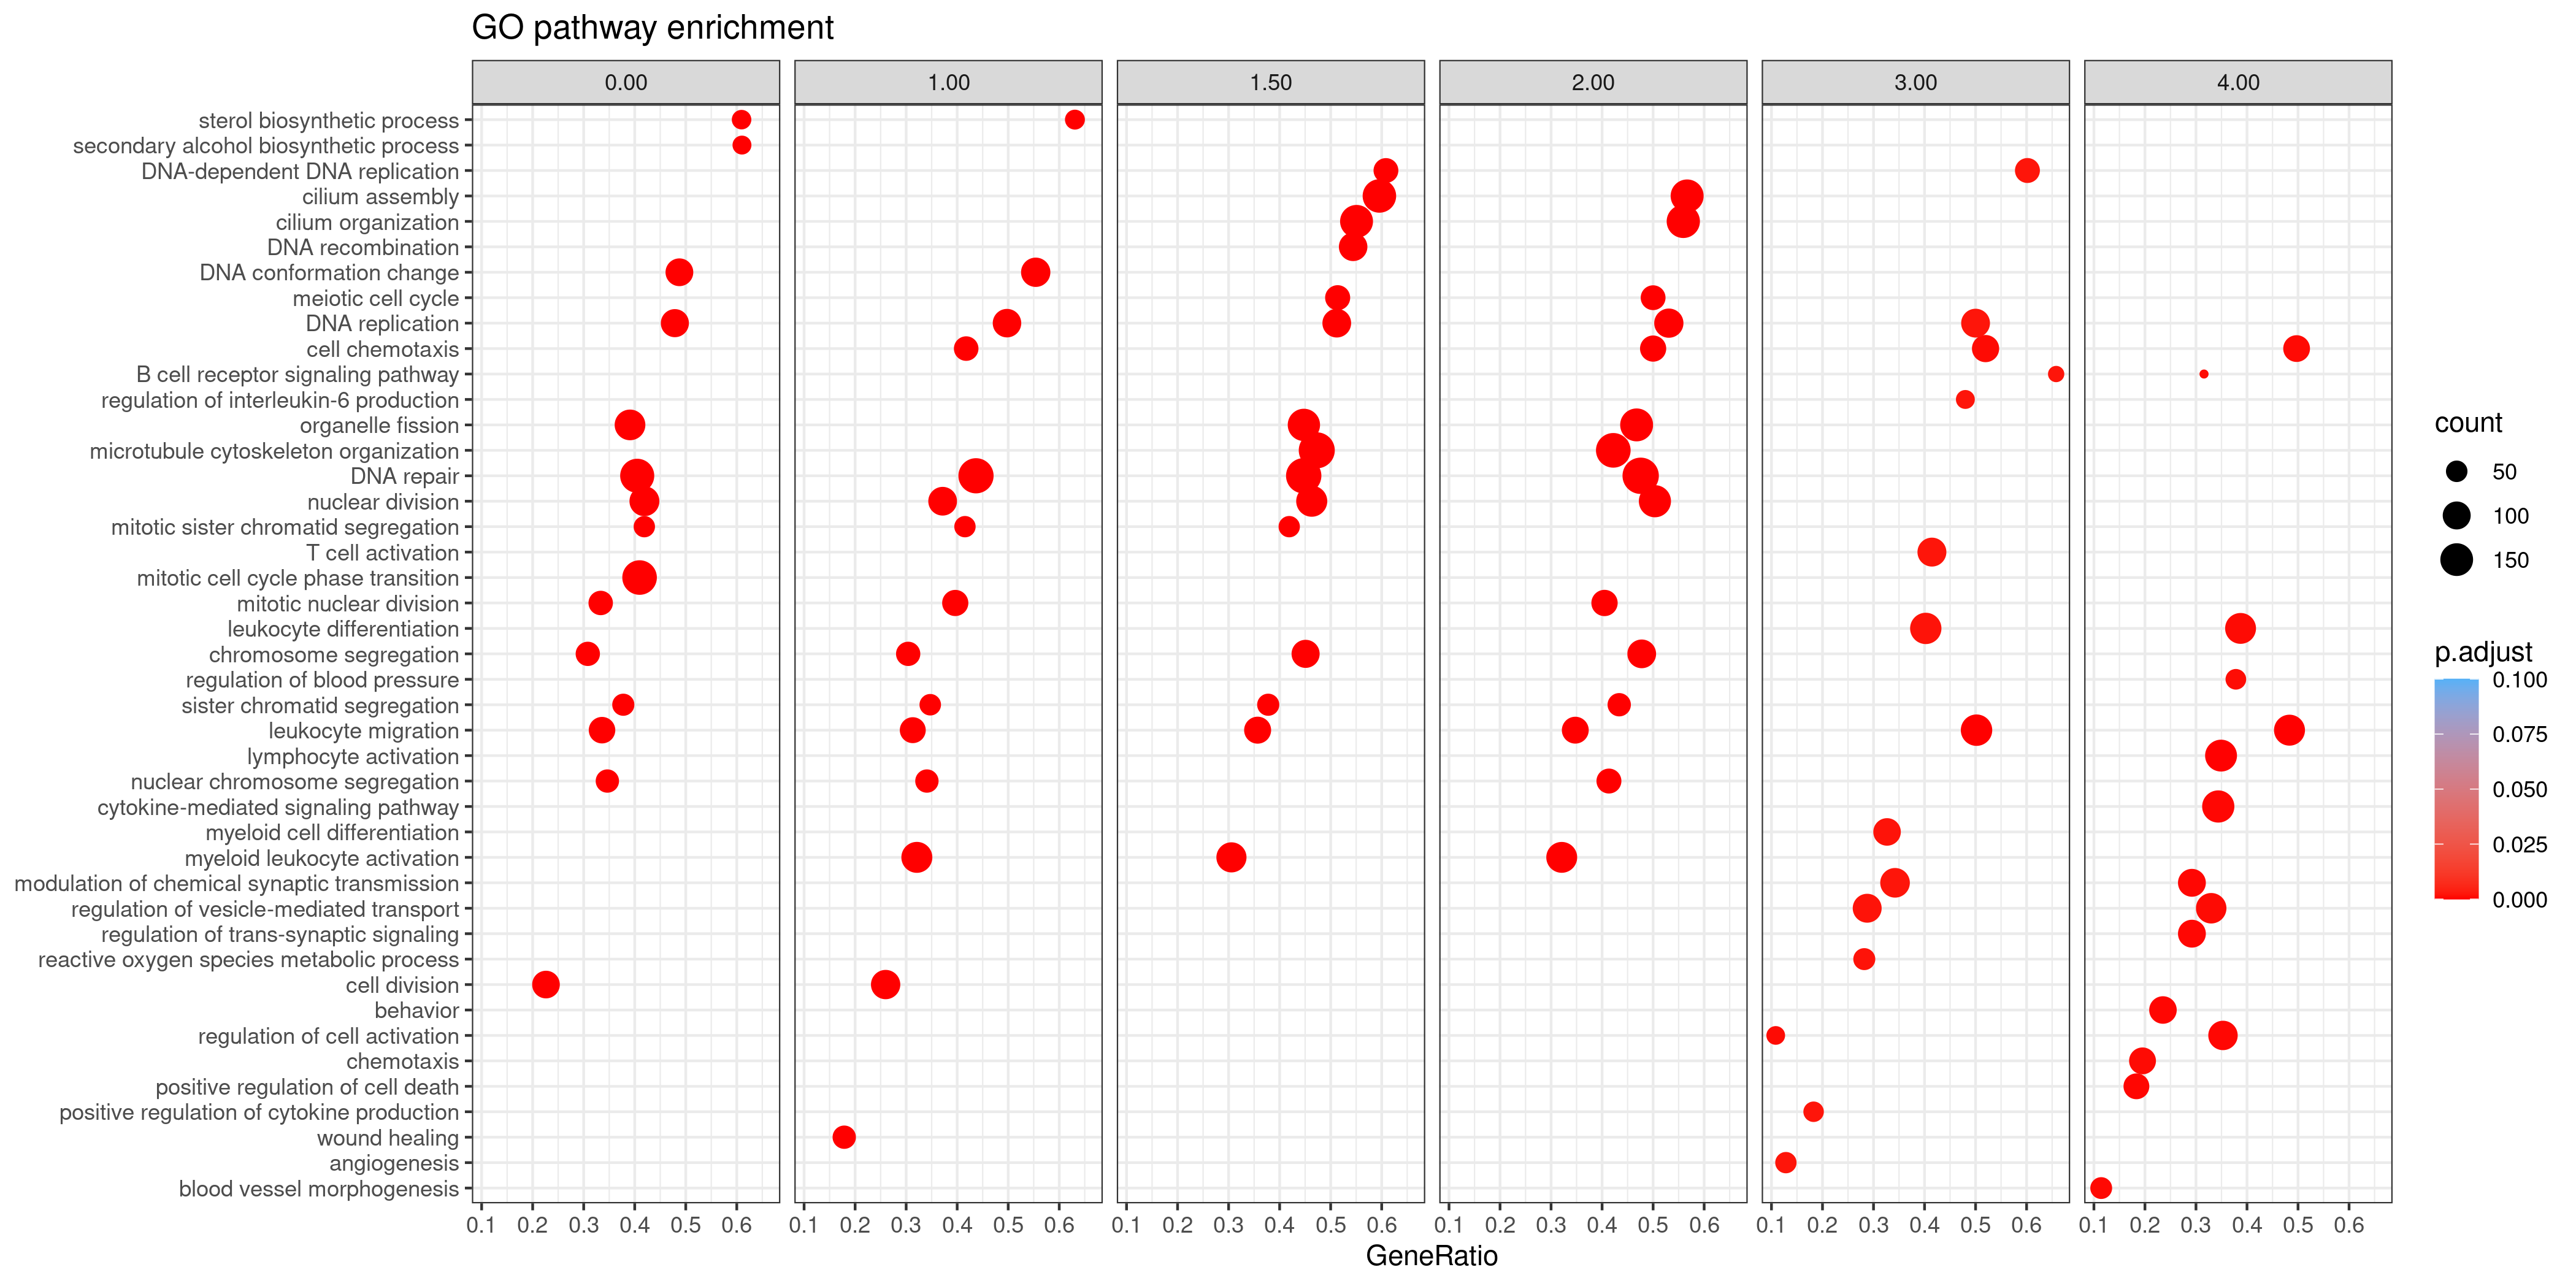 GO pathway enrichment
0.00 1.00 1.50 2.00 3.00 4.00
sterol biosynthetic process
secondary alcohol biosynthetic process
DNA-dependent DNA replication
cilium assembly
cilium organization
DNA recombination
DNA conformation change
meiotic cell cycle
DNA replication
cell chemotaxis
B cell receptor signaling pathway
regulation of interleukin-6 production
organelle fission
microtubule cytoskeleton organization
DNA repair
nuclear division
mitotic sister chromatid segregation
T cell activation
mitotic cell cycle phase transition
mitotic nuclear division
leukocyte differentiation
chromosome segregation
regulation of blood pressure
sister chromatid segregation
leukocyte migration
lymphocyte activation
nuclear chromosome segregation
cytokine-mediated signaling pathway
myeloid cell differentiation
myeloid leukocyte activation
modulation of chemical synaptic transmission
regulation of vesicle-mediated transport
regulation of trans-synaptic signaling
reactive oxygen species metabolic process
cell division
behavior
regulation of cell activation
chemotaxis
positive regulation of cell death
positive regulation of cytokine production
wound healing
angiogenesis
blood vessel morphogenesis
0.1 0.2 0.3 0.4 0.5 0.6 0.1 0.2 0.3 0.4 0.5 0.6 0.1 0.2 0.3 0.4 0.5 0.6 0.1 0.2 0.3 0.4 0.5 0.6 0.1 0.2 0.3 0.4 0.5 0.6 0.1 0.2 0.3 0.4 0.5 0.6
GeneRatio
count
50
100
150
p.adjust
0.100
0.075
0.050
0.025
0.000